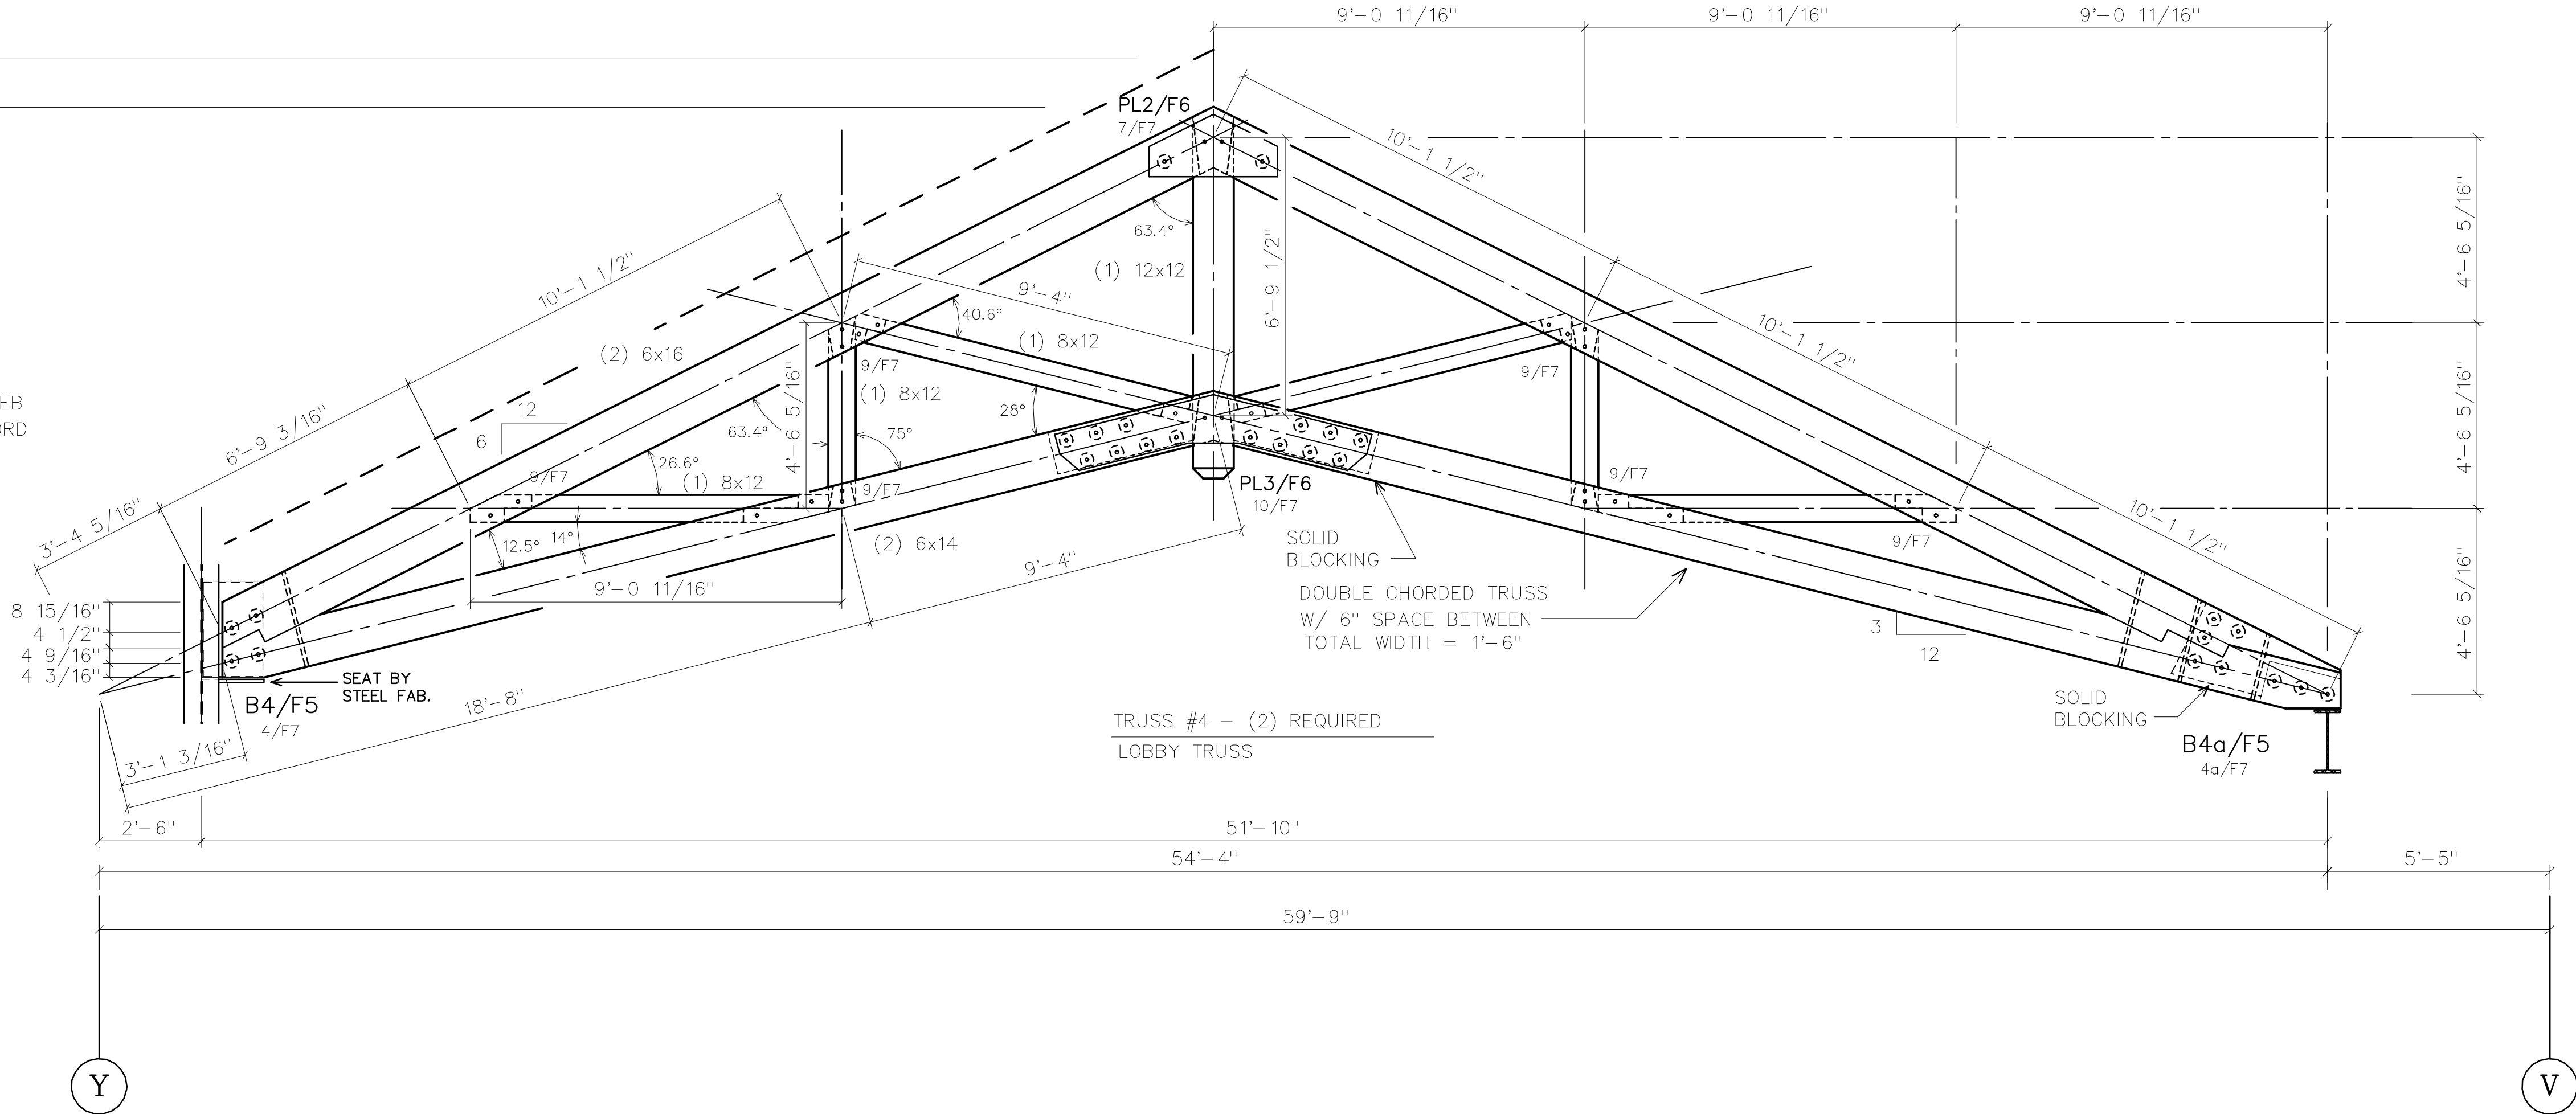 9'-0 11/16"
9'-0 11/16"
9'-0 11/16"
PL2/F6
7/F7
10'-1 1/2"
63.4°
(1) 12x12
6'-9 1/2"
4'-6 5/16"
10'-1 1/2"
9'-4"
40.6°
(1) 8x12
10'-1 1/2"
(2) 6x16
9/F7
9/F7
(1) 8x12
4'-6 5/16"
EB
ORD
12
6
6'-9 3/16"
28°
63.4°
75°
4'-6 5/16"
26.6°
9/F7
(1) 8x12
9/F7
9/F7
PL3/F6
10/F7
3'-4 5/16"
12.5°
14°
(2) 6x14
9'-4"
SOLID
BLOCKING
9/F7
10'-1 1/2"
9'-0 11/16"
DOUBLE CHORDED TRUSS
W/ 6" SPACE BETWEEN
TOTAL WIDTH = 1'-6"
3
12
4'-6 5/16"
8 15/16"
4 1/2"
4 9/16"
4 3/16"
SEAT BY
STEEL FAB.
B4/F5
4/F7
18'-8"
SOLID
BLOCKING
TRUSS #4 - (2) REQUIRED
LOBBY TRUSS
B4a/F5
4a/F7
3'-1 3/16"
2'-6"
51'-10"
54'-4"
5'-5"
59'-9"
Y
V